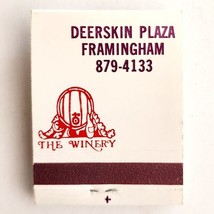 DEERSKIN PLAZA
FRAMINGHAM
879-4133
THE WINERY